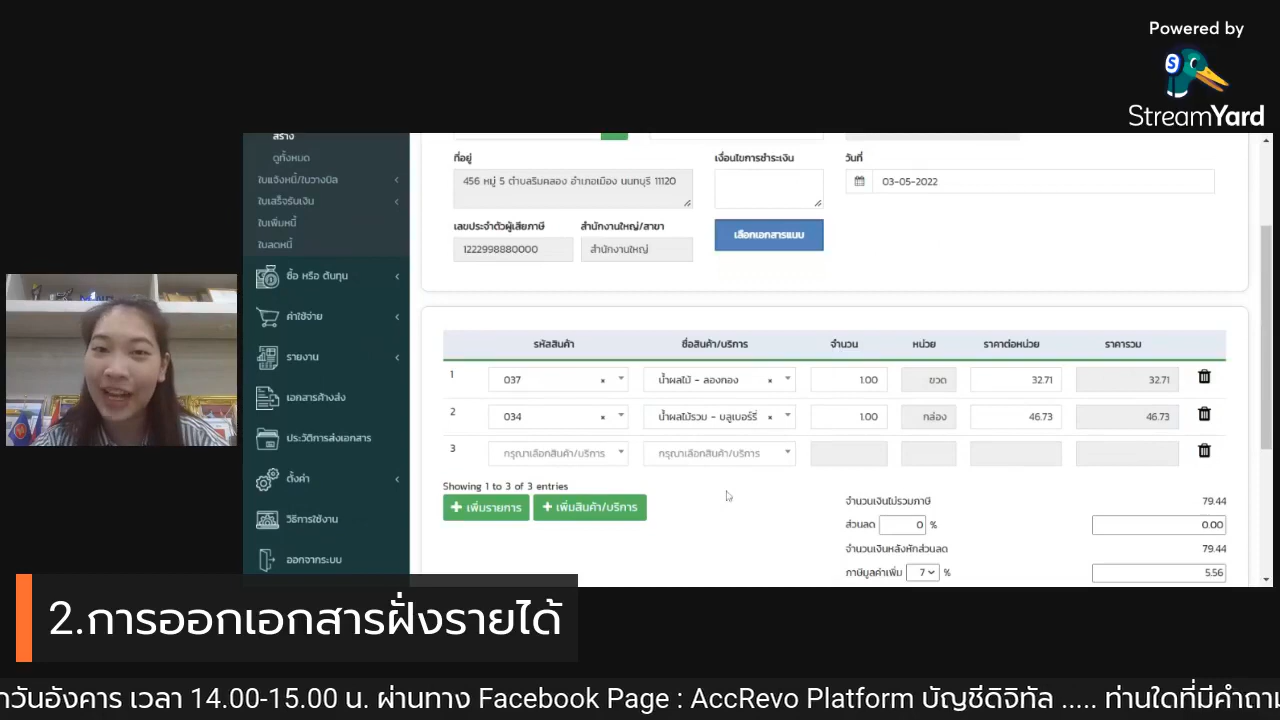 Powered by
StreamYard
สร้าง
ดูทั้งหมด
ใบแจ้งหนี้/ใบวางบิล
ใบเสร็จรับเงิน
ใบเพิ่มหนี้
ใบลดหนี้
ซื้อ หรือ ต้นทุน
ค่าใช้จ่าย
รายงาน
เอกสารค้างส่ง
ประวัติการส่งเอกสาร
ตั้งค่า
วิธีการใช้งาน
ออกจากระบบ
ที่อยู่ เงื่อนไขการชำระเงิน วันที่
456 หมู่ 5 ตำบลริมคลอง อำเภอเมือง นนทบุรี 11120 03-05-2022
เลขประจำตัวผู้เสียภาษี สำนักงานใหญ่/สาขา เลือกเอกสารแนบ
1222998880000 สำนักงานใหญ่
รหัสสินค้า ชื่อสินค้า/บริการ จำนวน หน่วย ราคาต่อหน่วย ราคารวม
1 037 × น้ำผลไม้ - ลองกอง × 1.00 ขวด 32.71 32.71
2 034 × น้ำผลไม้รวม - บลูเบอร์รี่ × 1.00 กล่อง 46.73 46.73
3 กรุณาเลือกสินค้า/บริการ กรุณาเลือกสินค้า/บริการ
Showing 1 to 3 of 3 entries
+ เพิ่มรายการ + เพิ่มสินค้า/บริการ
จำนวนเงินไม่รวมภาษี 79.44
ส่วนลด 0 % 0.00
จำนวนเงินหลังหักส่วนลด 79.44
ภาษีมูลค่าเพิ่ม 7 % 5.56
2.การออกเอกสารฝั่งรายได้
วันอังคาร เวลา 14.00-15.00 น. ผ่านทาง Facebook Page : AccRevo Platform บัญชีดิจิทัล ..... ท่านใดที่มีคำถาม